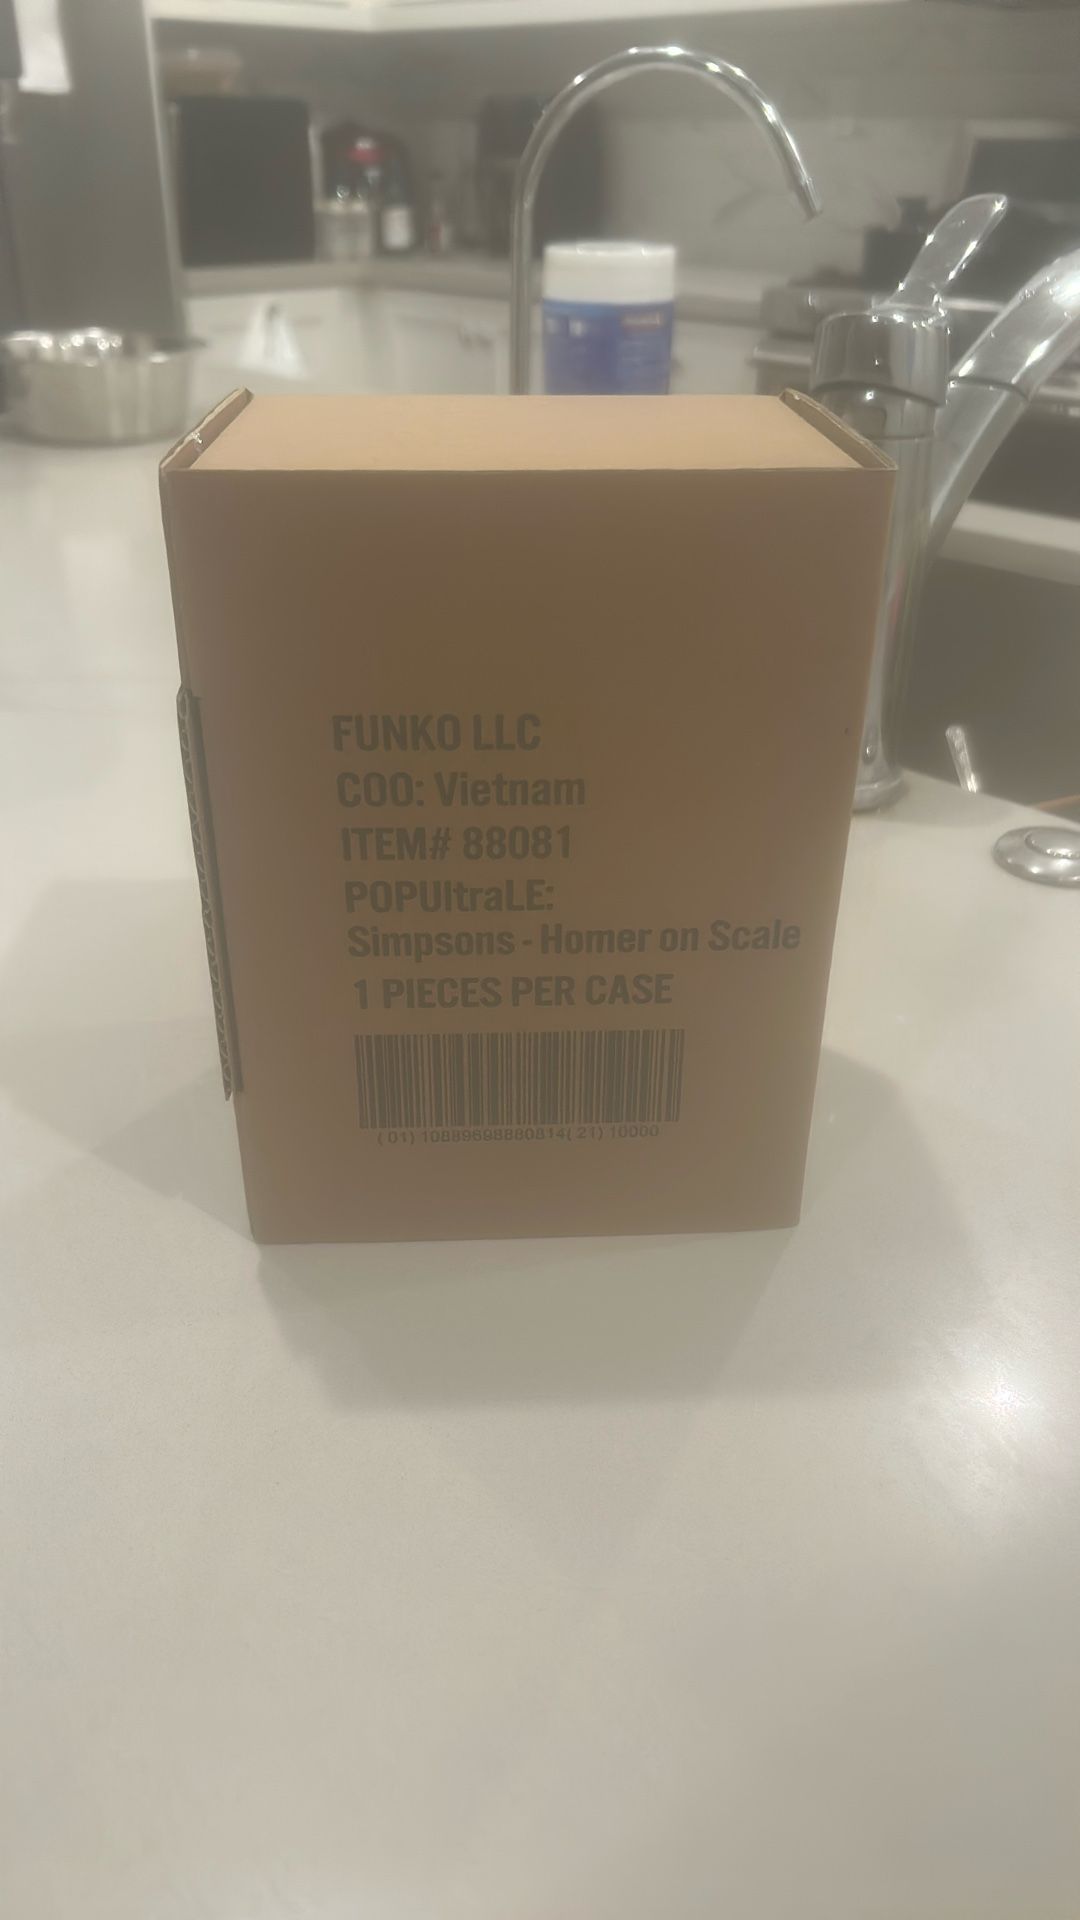 FUNKO LLC
COO: Vietnam
ITEM# 88081
POPUltraLE:
Simpsons - Homer on Scale
1 PIECES PER CASE
( 01) 10889698880814( 21) 10000